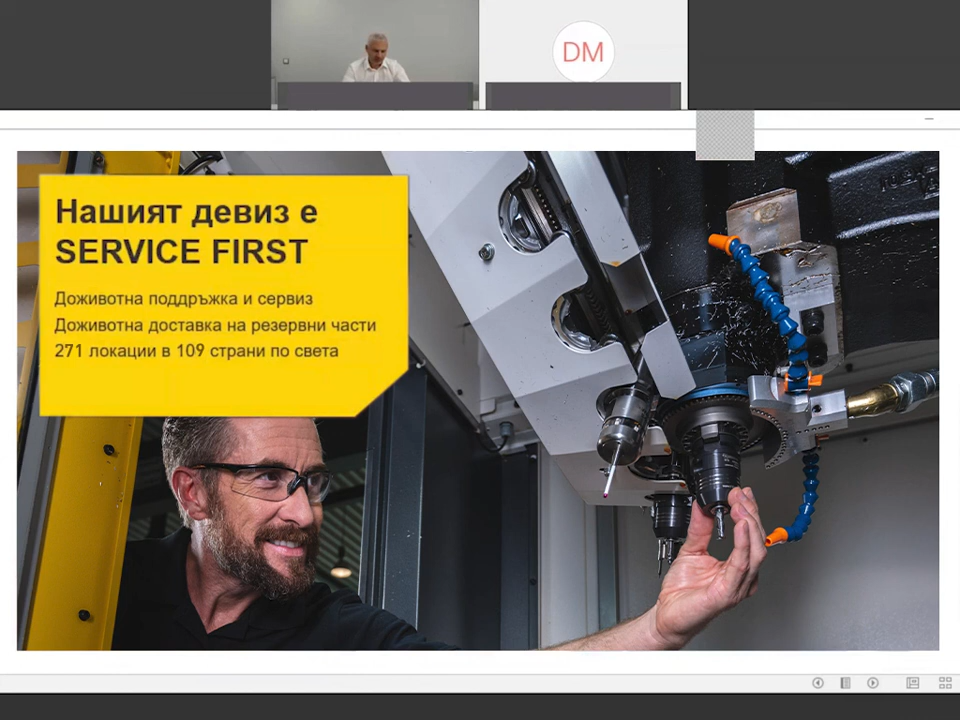 DM
Нашият девиз е
SERVICE FIRST
Доживотна поддръжка и сервиз
Доживотна доставка на резервни части
271 локации в 109 страни по света